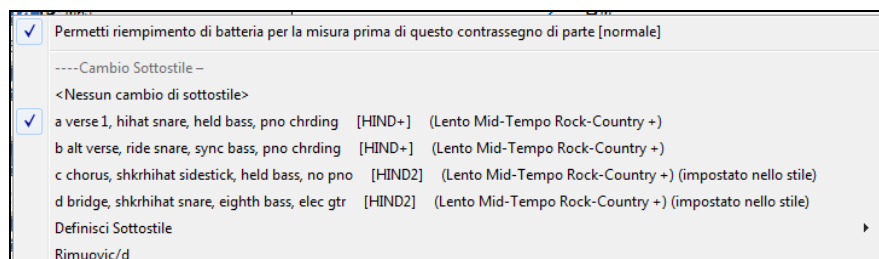 Permetti riempimento di batteria per la misura prima di questo contrassegno di parte [normale]
----Cambio Sottostile –
<Nessun cambio di sottostile>
a verse 1, hihat snare, held bass, pno chrding [HIND+] (Lento Mid-Tempo Rock-Country +)
b alt verse, ride snare, sync bass, pno chrding [HIND+] (Lento Mid-Tempo Rock-Country +)
c chorus, shkrhihat sidestick, held bass, no pno [HIND2] (Lento Mid-Tempo Rock-Country +) (impostato nello stile)
d bridge, shkrhihat snare, eighth bass, elec gtr [HIND2] (Lento Mid-Tempo Rock-Country +) (impostato nello stile)
Definisci Sottostile
Rimuovic/d